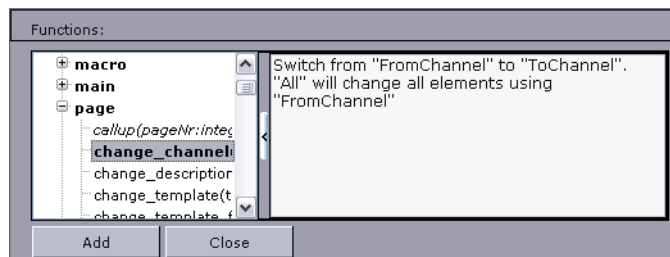 Functions:
macro
main
page
callup(pageNr:integ
change_channel
change_description
change_template(t
change_template_f
Switch from "FromChannel" to "ToChannel".
"All" will change all elements using
"FromChannel"
Add
Close